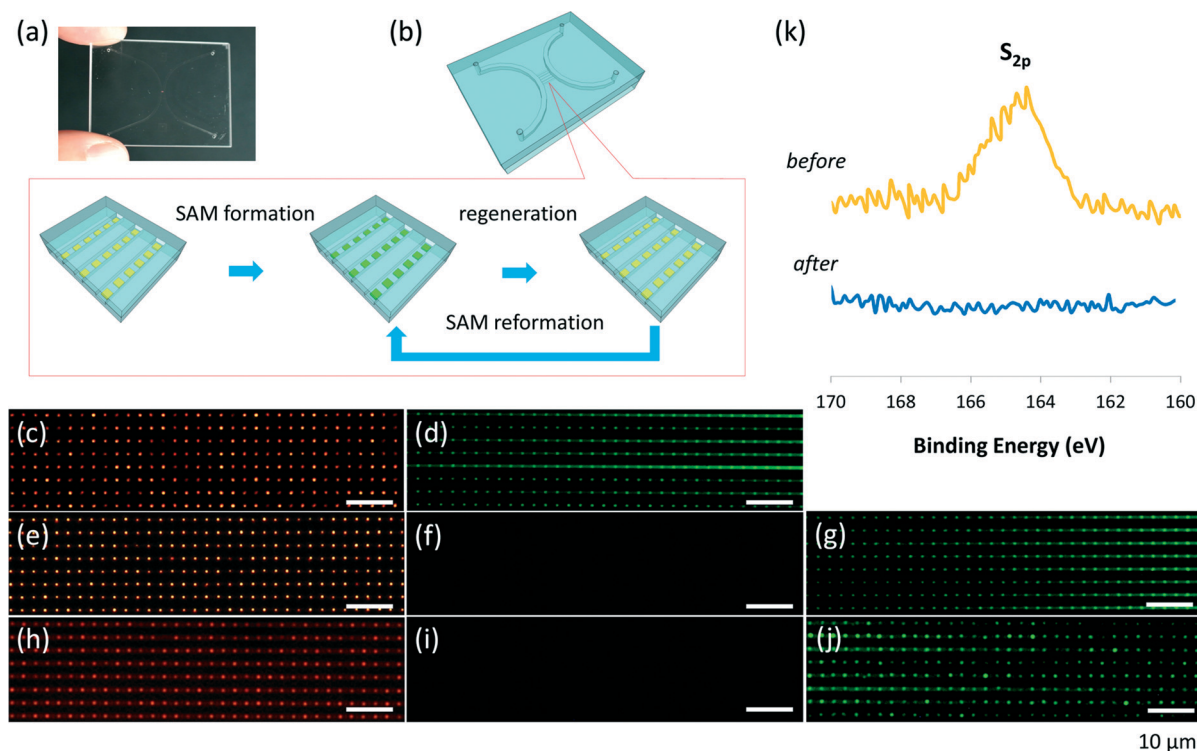 (a)
(b)
(k)
S2p
before
after
SAM formation
regeneration
SAM reformation
170 168 166 164 162 160
Binding Energy (eV)
(c)
(d)
(e)
(f)
(g)
(h)
(i)
(j)
10 μm